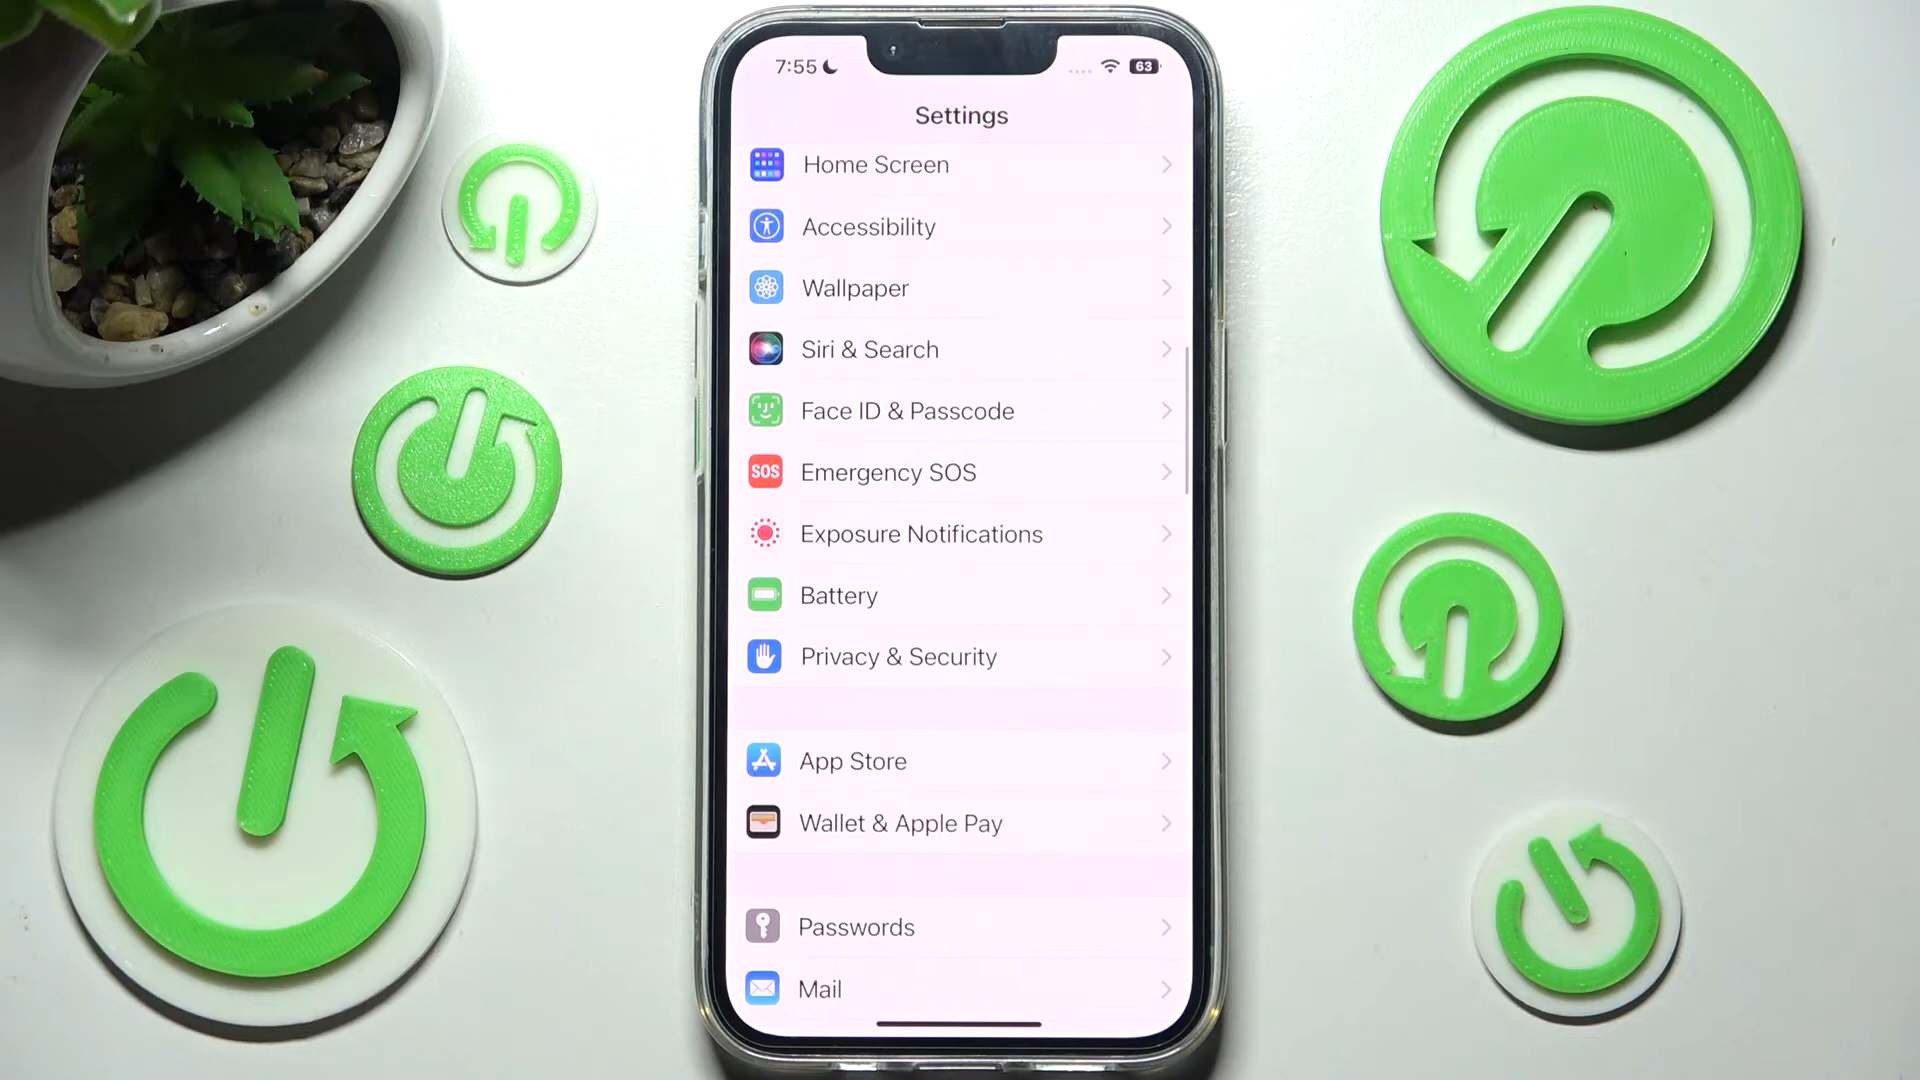 7:55
63
Settings
Home Screen
Accessibility
Wallpaper
Siri & Search
Face ID & Passcode
SOS
Emergency SOS
Exposure Notifications
Battery
Privacy & Security
App Store
Wallet & Apple Pay
Passwords
Mail